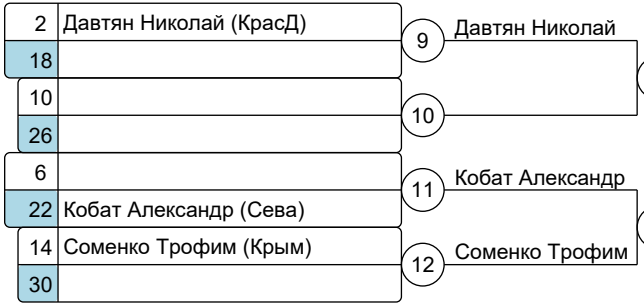 2 Давтян Николай (КрасД)
9 Давтян Николай
18
10
10
26
6
11 Кобат Александр
22 Кобат Александр (Сева)
14 Соменко Трофим (Крым)
12 Соменко Трофим
30